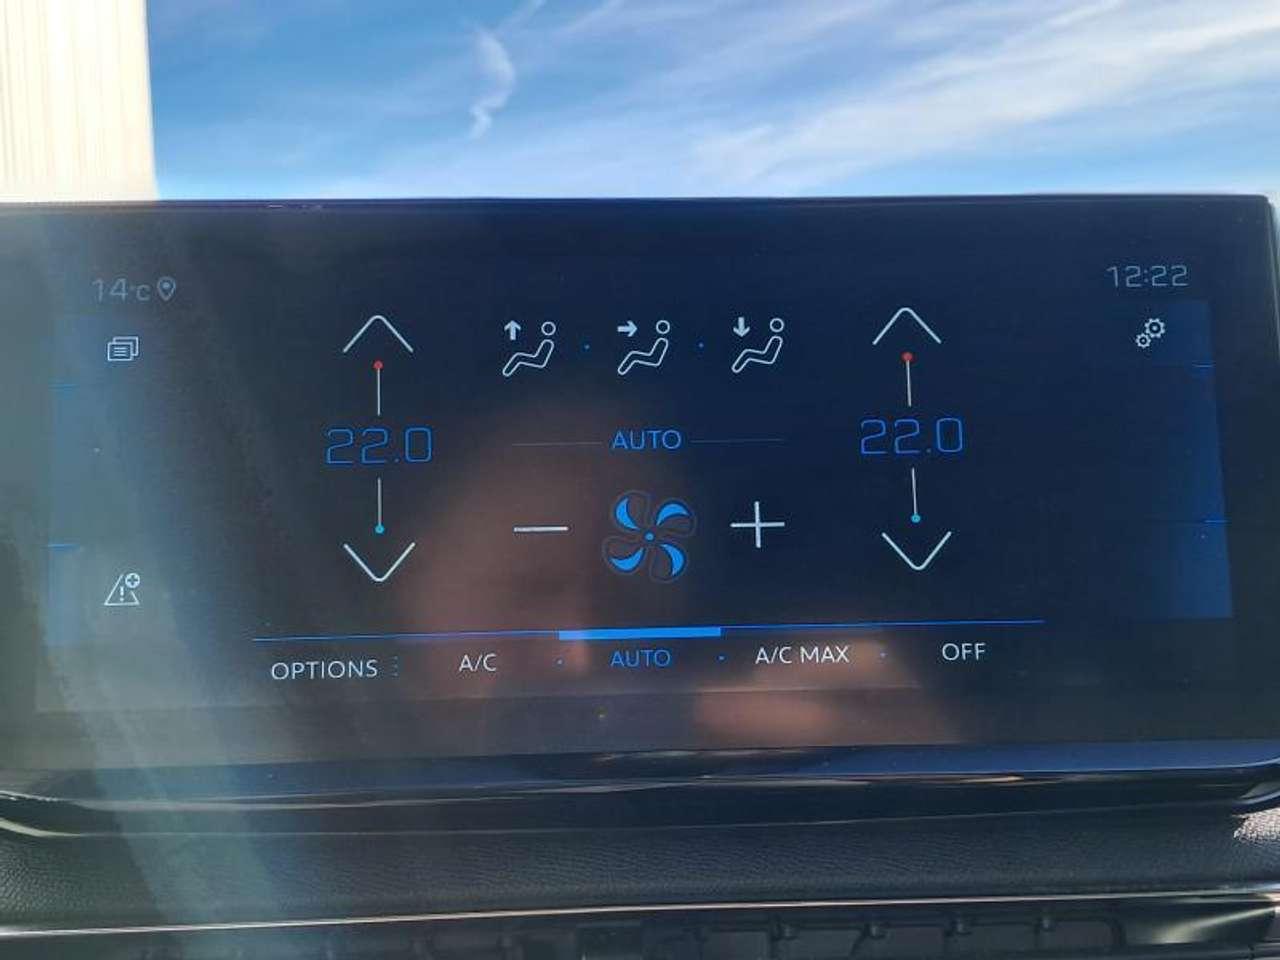 14°C
12:22
22.0
AUTO
22.0
OPTIONS
A/C
AUTO
A/C MAX
OFF